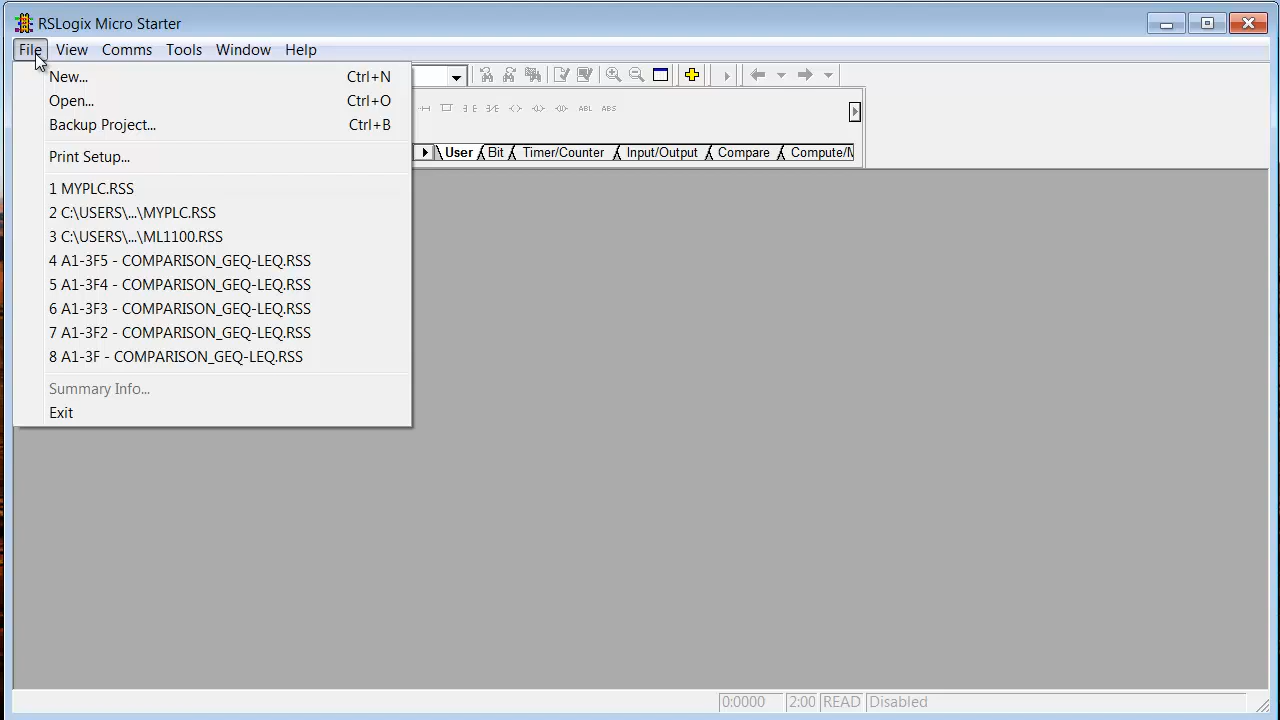 RSLogix Micro Starter
File View Comms Tools Window Help
New... Ctrl+N
Open... Ctrl+O
Backup Project... Ctrl+B
Print Setup...
1 MYPLC.RSS
2 C:\USERS\...\MYPLC.RSS
3 C:\USERS\...\ML1100.RSS
4 A1-3F5 - COMPARISON_GEQ-LEQ.RSS
5 A1-3F4 - COMPARISON_GEQ-LEQ.RSS
6 A1-3F3 - COMPARISON_GEQ-LEQ.RSS
7 A1-3F2 - COMPARISON_GEQ-LEQ.RSS
8 A1-3F - COMPARISON_GEQ-LEQ.RSS
Summary Info...
Exit
ABL ABS
User Bit Timer/Counter Input/Output Compare Compute/M
0:0000 2:00 READ Disabled